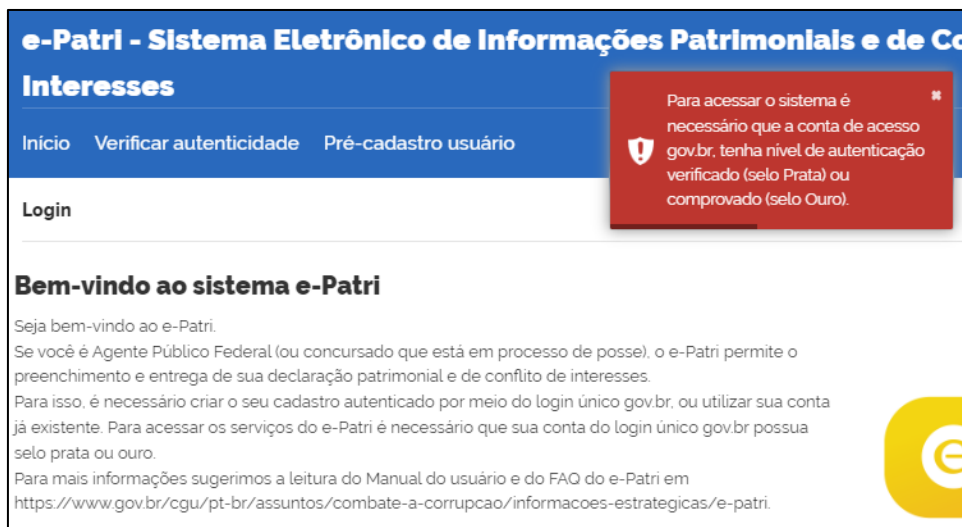 e-Patri - Sistema Eletrônico de Informações Patrimoniais e de
Interesses
Para acessar o sistema é
necessário que a conta de acesso
gov.br, tenha nível de autenticação
verificado (selo Prata) ou
comprovado (selo Ouro).
Início Verificar autenticidade Pré-cadastro usuário
Login
Bem-vindo ao sistema e-Patri
Seja bem-vindo ao e-Patri.
Se você é Agente Público Federal (ou concursado que está em processo de posse), o e-Patri permite o
preenchimento e entrega de sua declaração patrimonial e de conflito de interesses.
Para isso, é necessário criar o seu cadastro autenticado por meio do login único gov.br, ou utilizar sua conta
já existente. Para acessar os serviços do e-Patri é necessário que sua conta do login único gov.br possua
selo prata ou ouro.
Para mais informações sugerimos a leitura do Manual do usuário e do FAQ do e-Patri em
https://www.gov.br/cgu/pt-br/assuntos/combate-a-corrupcao/informacoes-estrategicas/e-patri.